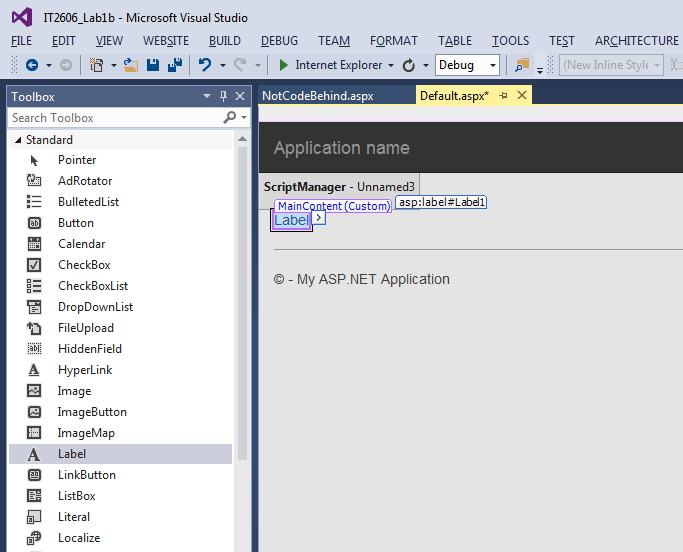 IT2606_Lab1b - Microsoft Visual Studio
FILE EDIT VIEW WEBSITE BUILD DEBUG TEAM FORMAT TABLE TOOLS TEST ARCHITECTURE
Internet Explorer Debug (New Inline Style
Toolbox
NotCodeBehind.aspx Default.aspx*
Search Toolbox
Standard
Pointer
AdRotator
BulletedList
Button
Calendar
CheckBox
CheckBoxList
DropDownList
FileUpload
HiddenField
HyperLink
Image
ImageButton
ImageMap
Label
LinkButton
ListBox
Literal
Localize
Application name
ScriptManager - Unnamed3
MainContent (Custom) asp:label#Label1
Label
© - My ASP.NET Application